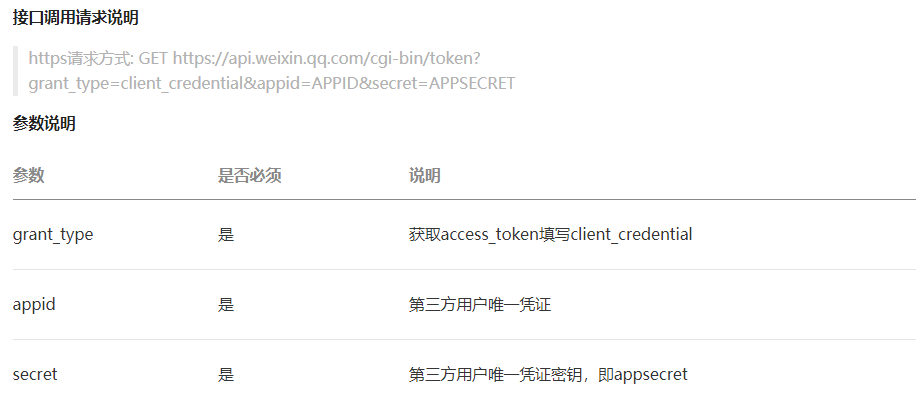 接口调用请求说明
https请求方式: GET https://api.weixin.qq.com/cgi-bin/token?
grant_type=client_credential&appid=APPID&secret=APPSECRET
参数说明
参数 是否必须 说明
grant_type 是 获取access_token填写client_credential
appid 是 第三方用户唯一凭证
secret 是 第三方用户唯一凭证密钥，即appsecret